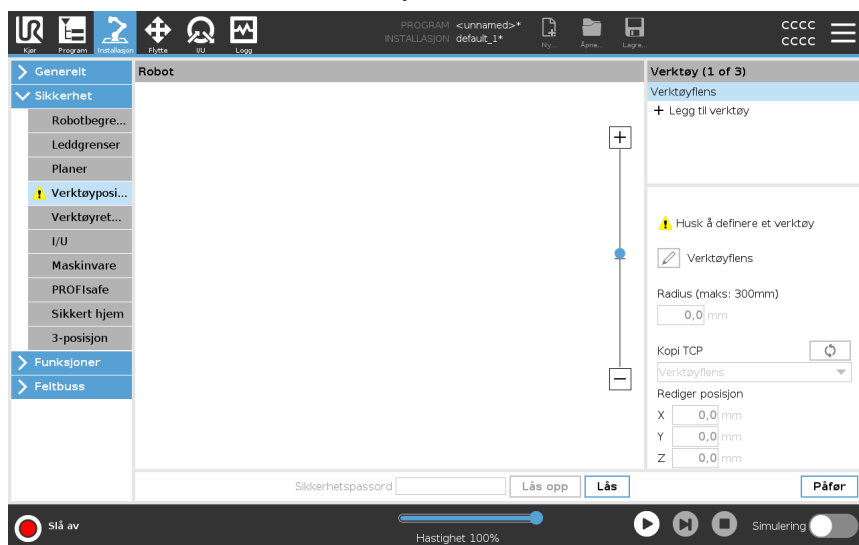 PROGRAM <unnamed>*
INSTALLASJON default_1*
Kjør Program Installasjon Flytte I/U Logg
Ny... Åpne... Lagre...
CCCC
CCCC
Generelt
Sikkerhet
Robotbegre...
Leddgrenser
Planer
Verktøyposi...
Verktøyret...
I/U
Maskinvare
PROFIsafe
Sikkert hjem
3-posisjon
Funksjoner
Feltbuss
Robot
Verktøy (1 of 3)
Verktøyflens
Legg til verktøy
Husk å definere et verktøy
Verktøyflens
Radius (maks: 300mm)
0,0 mm
Kopi TCP
Verktøyflens
Rediger posisjon
X 0,0 mm
Y 0,0 mm
Z 0,0 mm
Sikkerhetspassord Lås opp Lås Påfør
Slå av
Hastighet 100%
Simulering